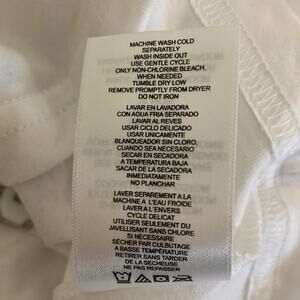 MACHINE WASH COLD
SEPARATELY
WASH INSIDE OUT
USE GENTLE CYCLE
ONLY NON-CHLORINE BLEACH,
WHEN NEEDED
TUMBLE DRY LOW
REMOVE PROMPTLY FROM DRYER
DO NOT IRON
LAVAR EN LAVADORA
CON AGUA FRIA SEPARADO
LAVAR AL REVES
USAR CICLO DELICADO
USAR UNICAMENTE
BLANQUEADOR SIN CLORO,
CUANDO SEA NECESARIO
SECAR EN SECADORA
A TEMPERATURA BAJA
SACAR DE LA SECADORA
INMEDIATAMENTE
NO PLANCHAR
LAVER SEPAREMENT A LA
MACHINE A L'EAU FROIDE
LAVER A L'ENVERS
CYCLE DELICAT
UTILISER SEULEMENT DU
JAVELLISANT SANS CHLORE
SI NECESSAIRE
SÉCHER PAR CULBUTAGE
A BASSE TEMPÉRATURE
RETIRER SANS TARDER
DE LA SECHEUSE
NE PAS REPASSER